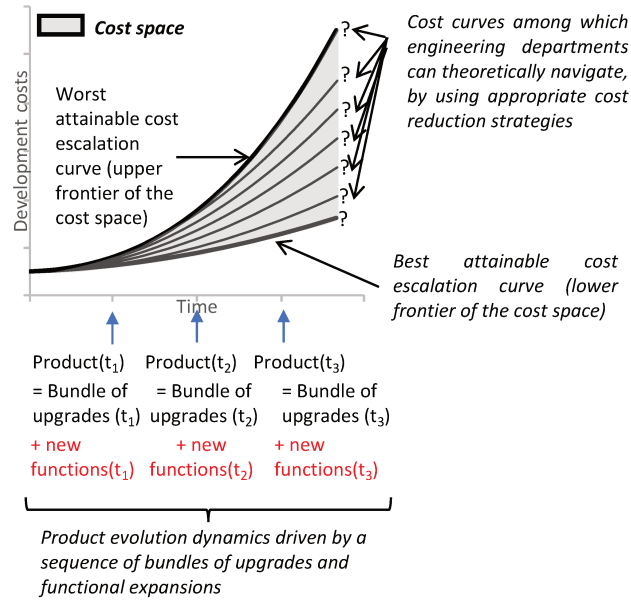 Cost space
Cost curves among which
engineering departments
can theoretically navigate,
by using appropriate cost
reduction strategies
Worst
attainable cost
escalation
curve (upper
frontier of the
cost space)
Development costs
?
?
?
?
?
?
?
Best attainable cost
escalation curve (lower
frontier of the cost space)
Time
Product(t₁)
= Bundle of
upgrades (t₁)
+ new
functions(t₁)
Product(t₂)
= Bundle of
upgrades (t₂)
+ new
functions(t₂)
Product(t₃)
= Bundle of
upgrades (t₃)
+ new
functions(t₃)
Product evolution dynamics driven by a
sequence of bundles of upgrades and
functional expansions